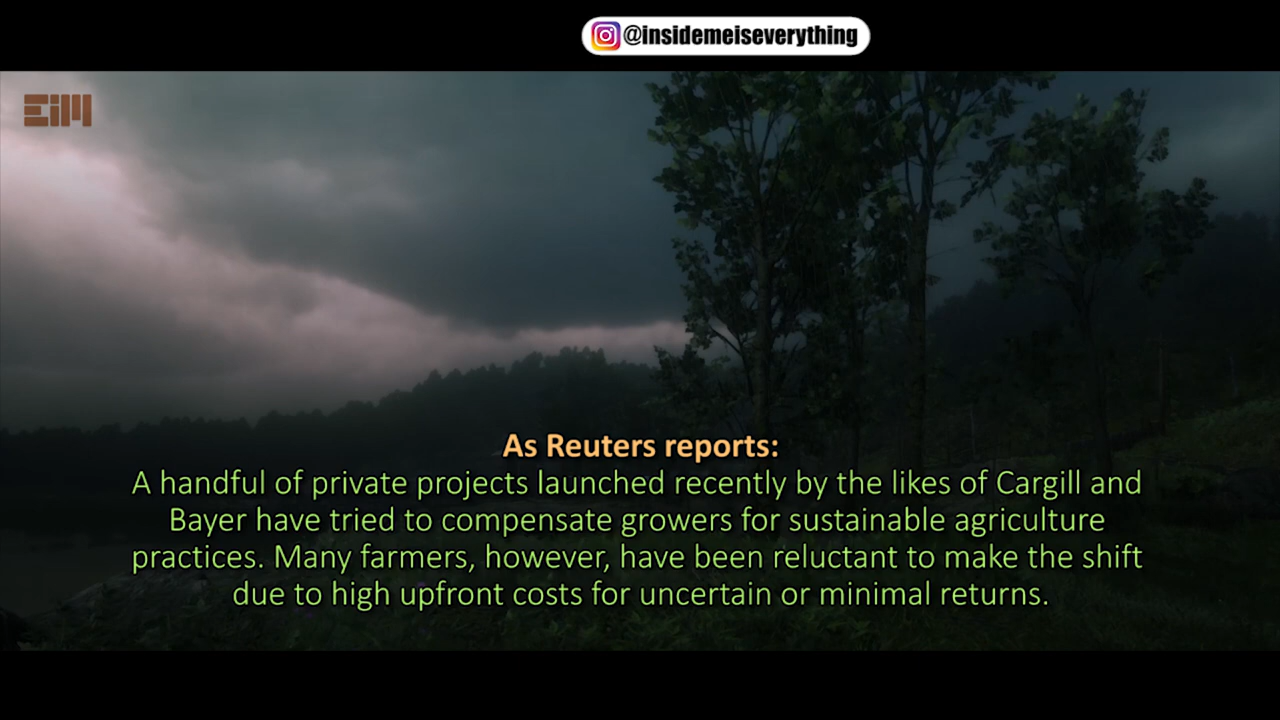 @insidemeiseverything
EiM
As Reuters reports:
A handful of private projects launched recently by the likes of Cargill and
Bayer have tried to compensate growers for sustainable agriculture
practices. Many farmers, however, have been reluctant to make the shift
due to high upfront costs for uncertain or minimal returns.